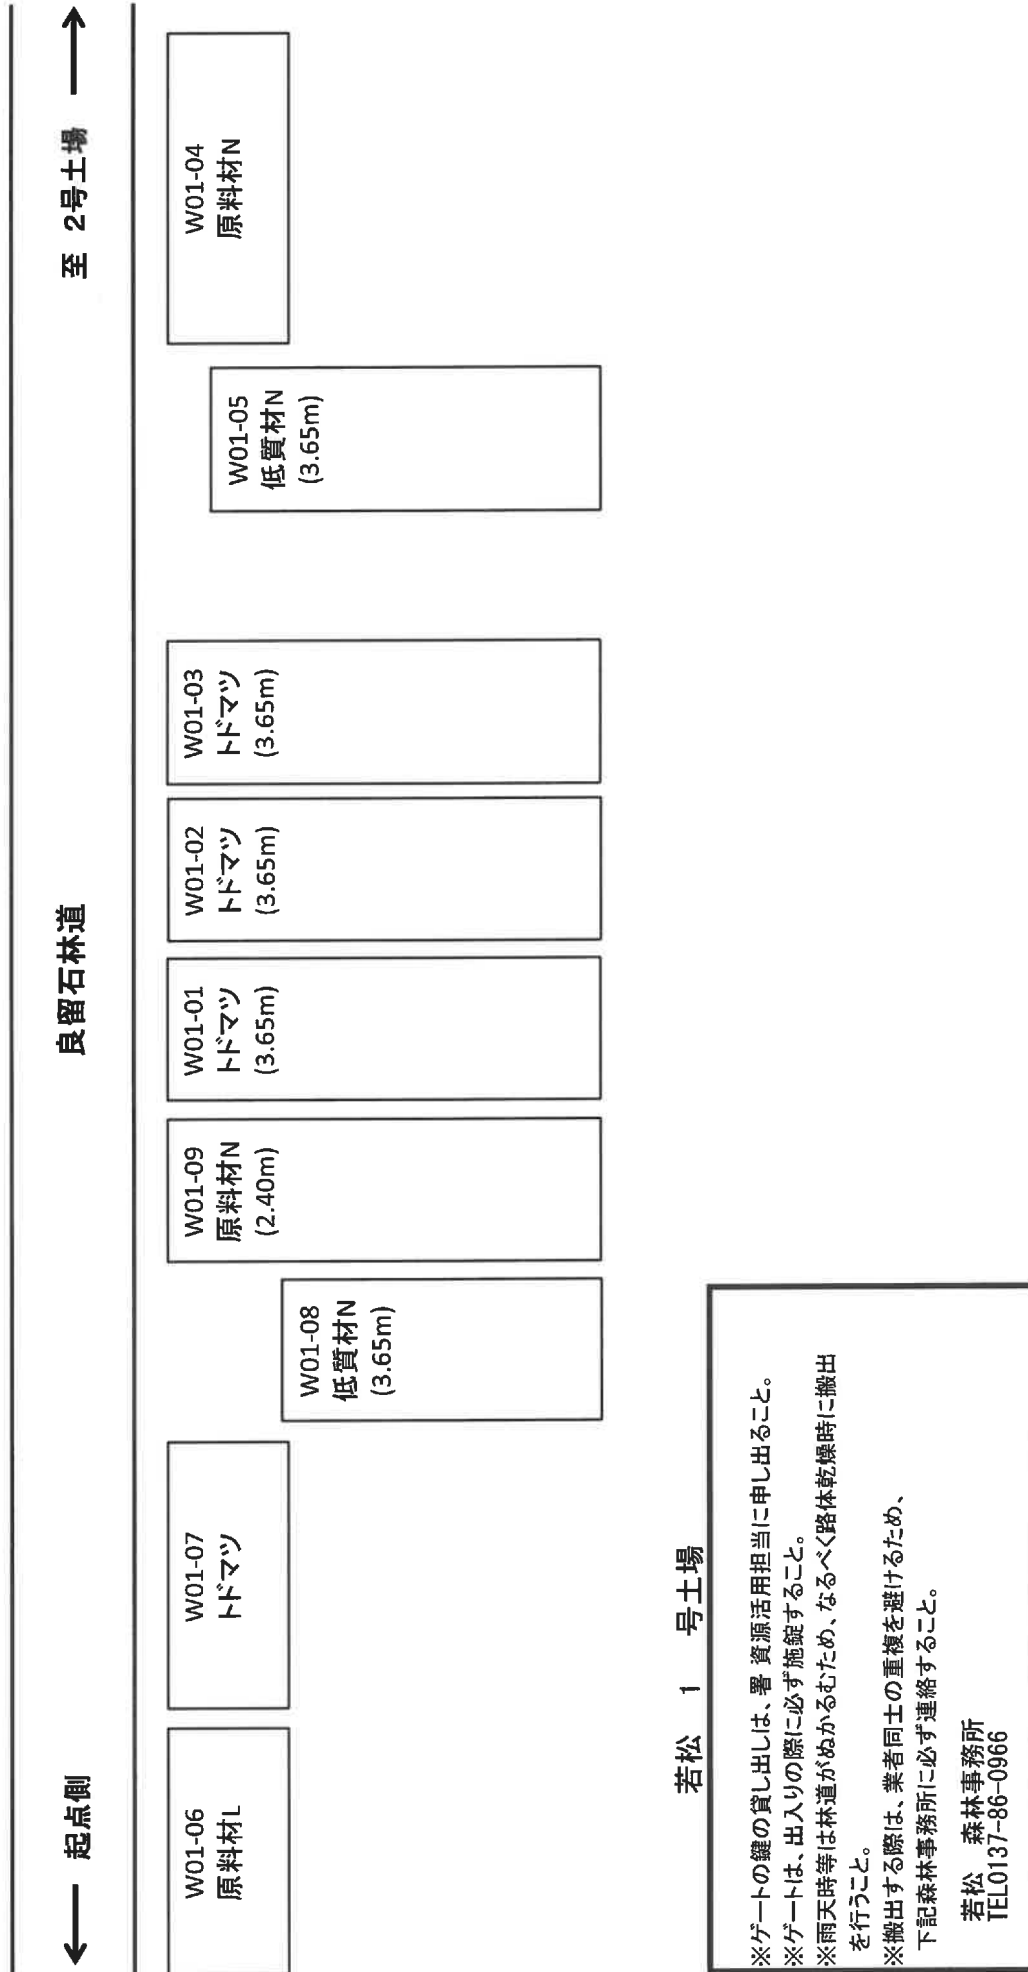 ← 起点側
良留石林道
至 2号土場 →
W01-06
原料材L
W01-07
トドマツ
W01-08
低質材N
(3.65m)
W01-09
原料材N
(2.40m)
W01-01
トドマツ
(3.65m)
W01-02
トドマツ
(3.65m)
W01-03
トドマツ
(3.65m)
W01-05
低質材N
(3.65m)
W01-04
原料材N
若松 1 号土場
※ゲートの鍵の貸し出しは、署 資源活用担当に申し出ること。
※ゲートは、出入りの際に必ず施錠すること。
※雨天時等は林道がぬかるむため、なるべく路体乾燥時に搬出
を行うこと。
※搬出する際は、業者同士の重複を避けるため、
下記森林事務所に必ず連絡すること。
若松 森林事務所
TEL0137-86-0966